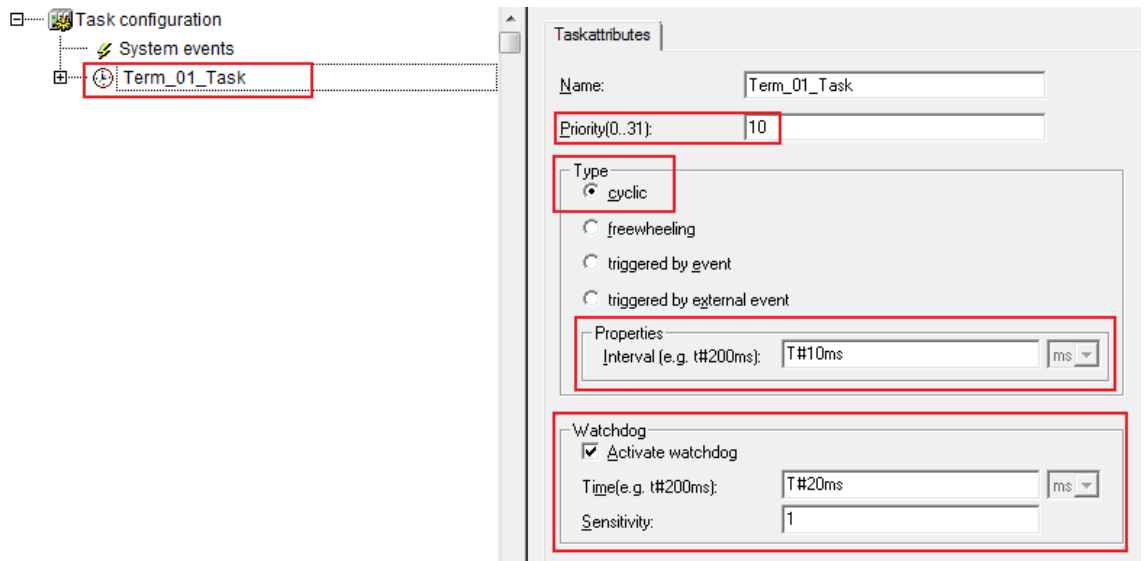 Task configuration
System events
Term_01_Task
Taskattributes
Name: Term_01_Task
Priority(0..31): 10
Type
cyclic
freewheeling
triggered by event
triggered by external event
Properties
Interval (e.g. t#200ms): T#10ms ms
Watchdog
Activate watchdog
Time(e.g. t#200ms): T#20ms ms
Sensitivity: 1